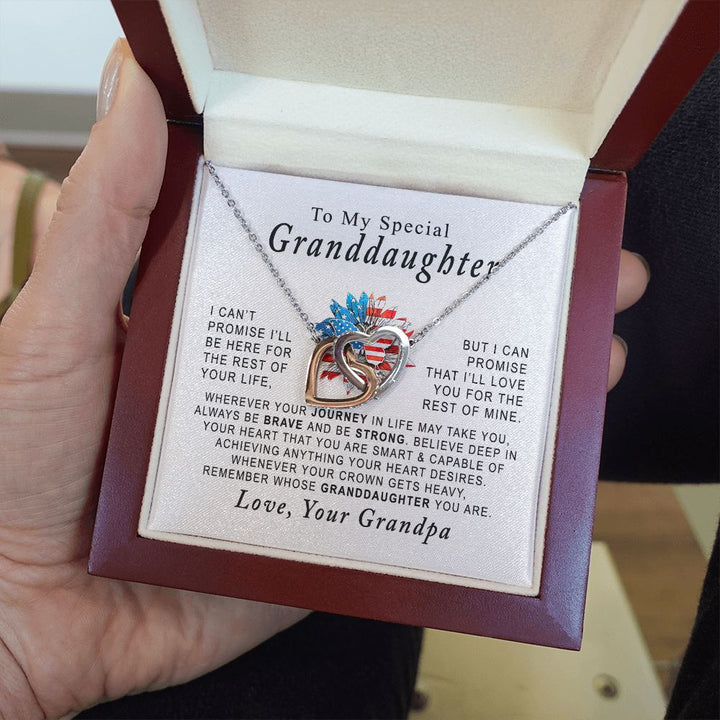 To My Special
Granddaughter
I CAN'T
PROMISE I'LL
BE HERE FOR
THE REST OF
YOUR LIFE,
BUT I CAN
PROMISE
THAT I'LL LOVE
YOU FOR THE
REST OF MINE.
WHEREVER YOUR JOURNEY IN LIFE MAY TAKE YOU,
ALWAYS BE BRAVE AND BE STRONG. BELIEVE DEEP IN
YOUR HEART THAT YOU ARE SMART & CAPABLE OF
ACHIEVING ANYTHING YOUR HEART DESIRES.
WHENEVER YOUR CROWN GETS HEAVY,
REMEMBER WHOSE GRANDDAUGHTER YOU ARE.
Love, Your Grandpa